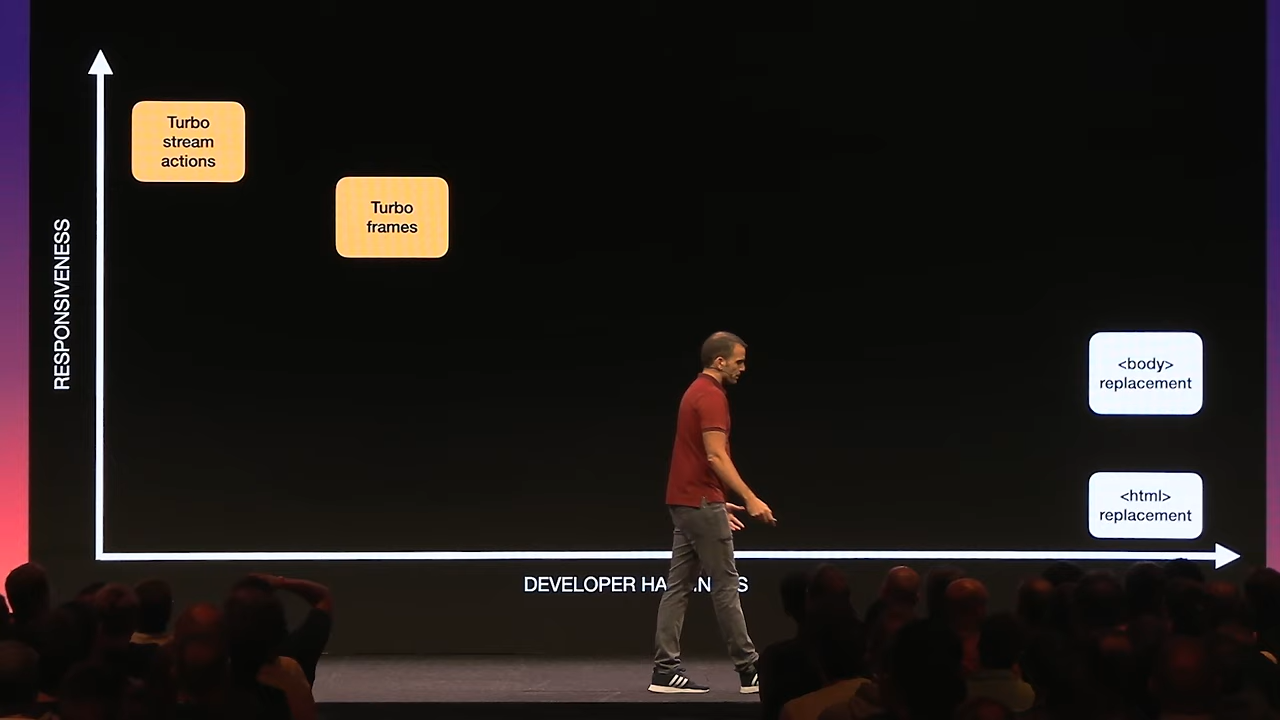 Turbo
stream
actions
Turbo
frames
RESPONSIVENESS
<body>
replacement
<html>
replacement
DEVELOPER